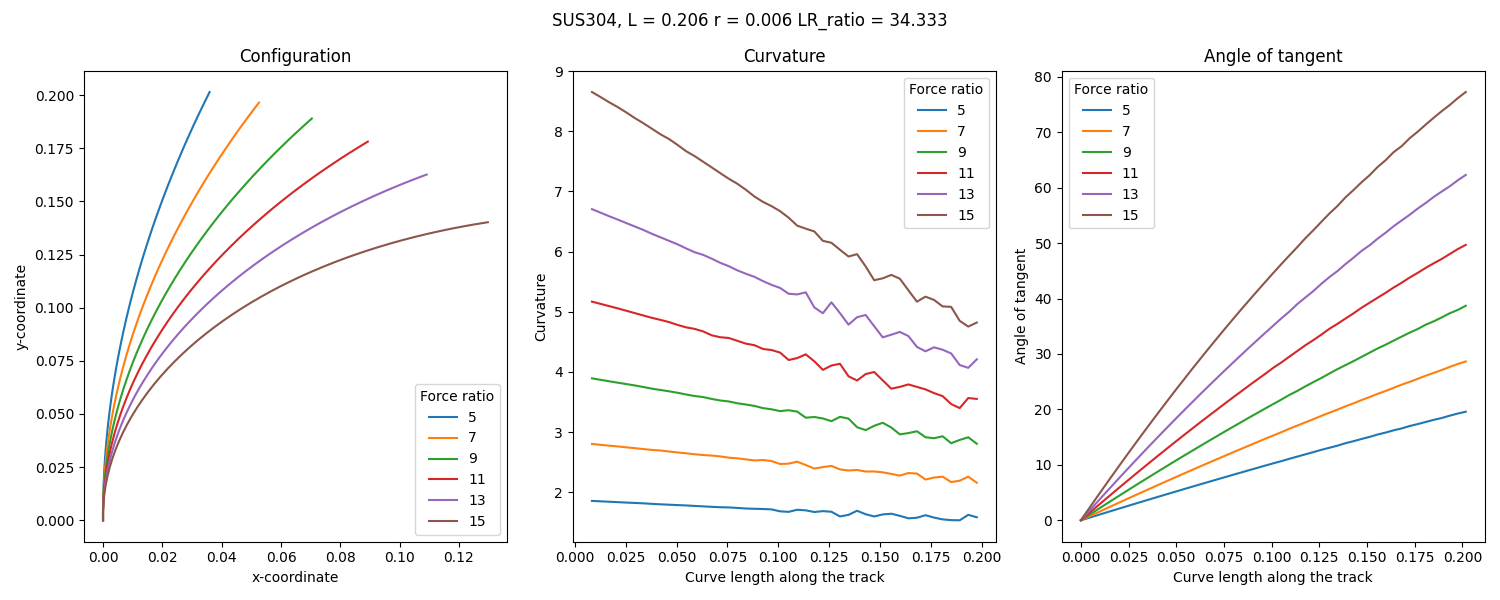 SUS304, L = 0.206 r = 0.006 LR_ratio = 34.333
Configuration
y-coordinate
0.200
0.175
0.150
0.125
0.100
0.075
0.050
0.025
0.000
0.00 0.02 0.04 0.06 0.08 0.10 0.12
x-coordinate
Force ratio
5
7
9
11
13
15
Curvature
Curvature
9
8
7
6
5
4
3
2
0.000 0.025 0.050 0.075 0.100 0.125 0.150 0.175 0.200
Curve length along the track
Force ratio
5
7
9
11
13
15
Angle of tangent
Angle of tangent
80
70
60
50
40
30
20
10
0
0.000 0.025 0.050 0.075 0.100 0.125 0.150 0.175 0.200
Curve length along the track
Force ratio
5
7
9
11
13
15